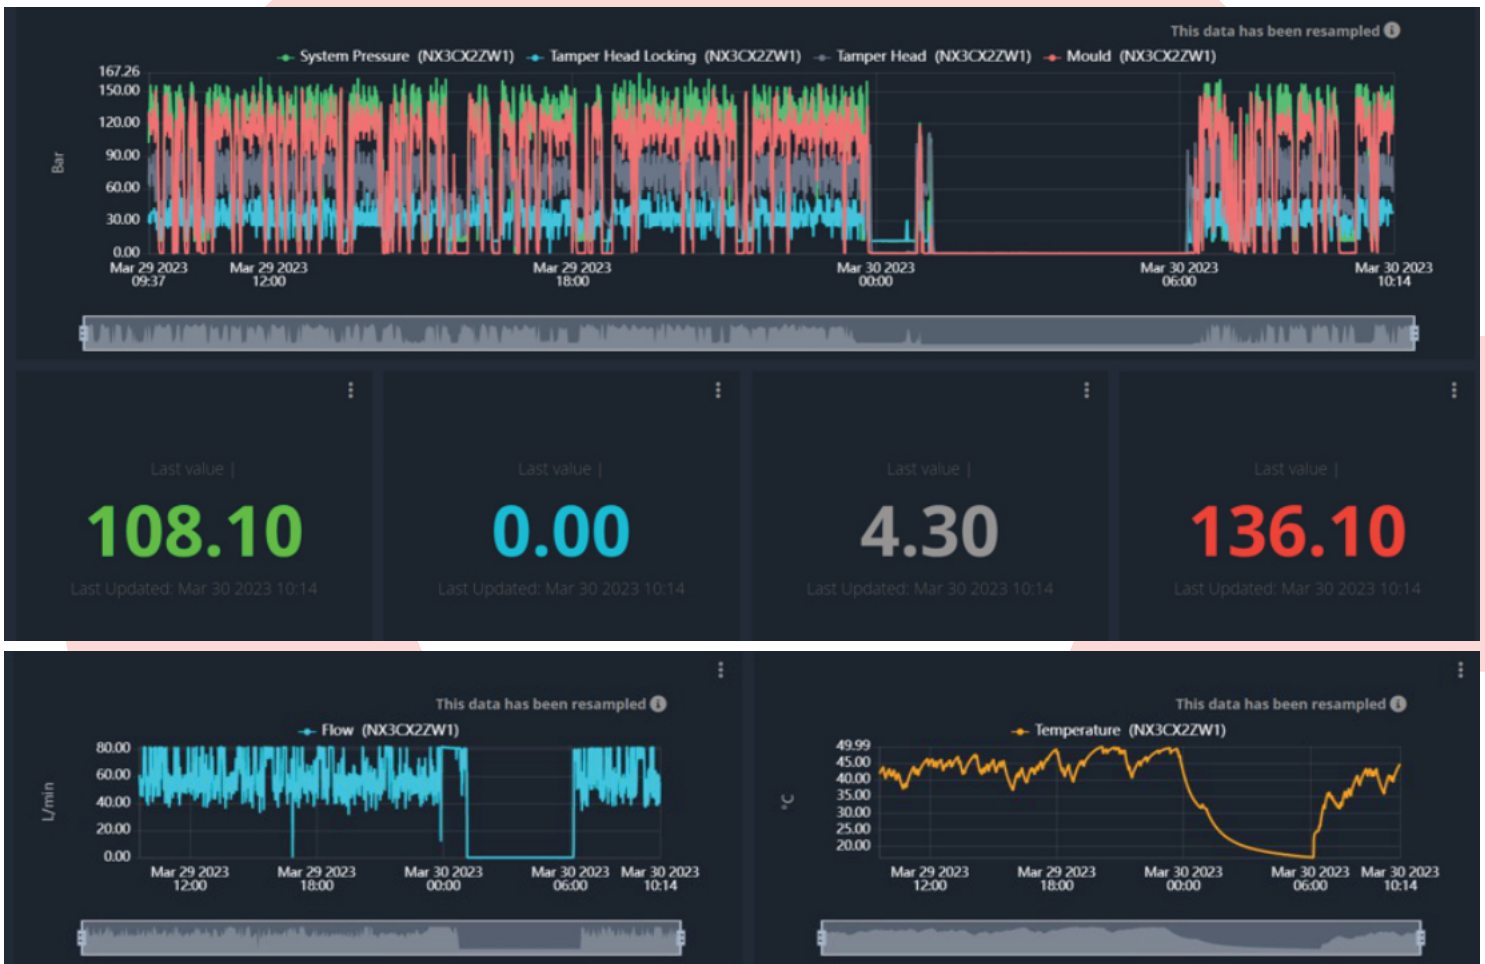 This data has been resampled
System Pressure (NX3CX2ZW1) Tamper Head Locking (NX3CX2ZW1) Tamper Head (NX3CX2ZW1) Mould (NX3CX2ZW1)
167.26
150.00
120.00
90.00
60.00
30.00
0.00
Bar
Mar 29 2023 Mar 29 2023 Mar 29 2023 Mar 30 2023 Mar 30 2023 Mar 30 2023
09:37 12:00 18:00 00:00 06:00 10:14
Last value | Last value | Last value | Last value |
108.10 0.00 4.30 136.10
Last Updated: Mar 30 2023 10:14 Last Updated: Mar 30 2023 10:14 Last Updated: Mar 30 2023 10:14 Last Updated: Mar 30 2023 10:14
This data has been resampled
Flow (NX3CX2ZW1)
80.00
60.00
40.00
20.00
0.00
L/min
Mar 29 2023 Mar 29 2023 Mar 30 2023 Mar 30 2023 Mar 30 2023
12:00 18:00 00:00 06:00 10:14
This data has been resampled
Temperature (NX3CX2ZW1)
49.99
45.00
40.00
35.00
30.00
25.00
20.00
°C
Mar 29 2023 Mar 29 2023 Mar 30 2023 Mar 30 2023 Mar 30 2023
12:00 18:00 00:00 06:00 10:14